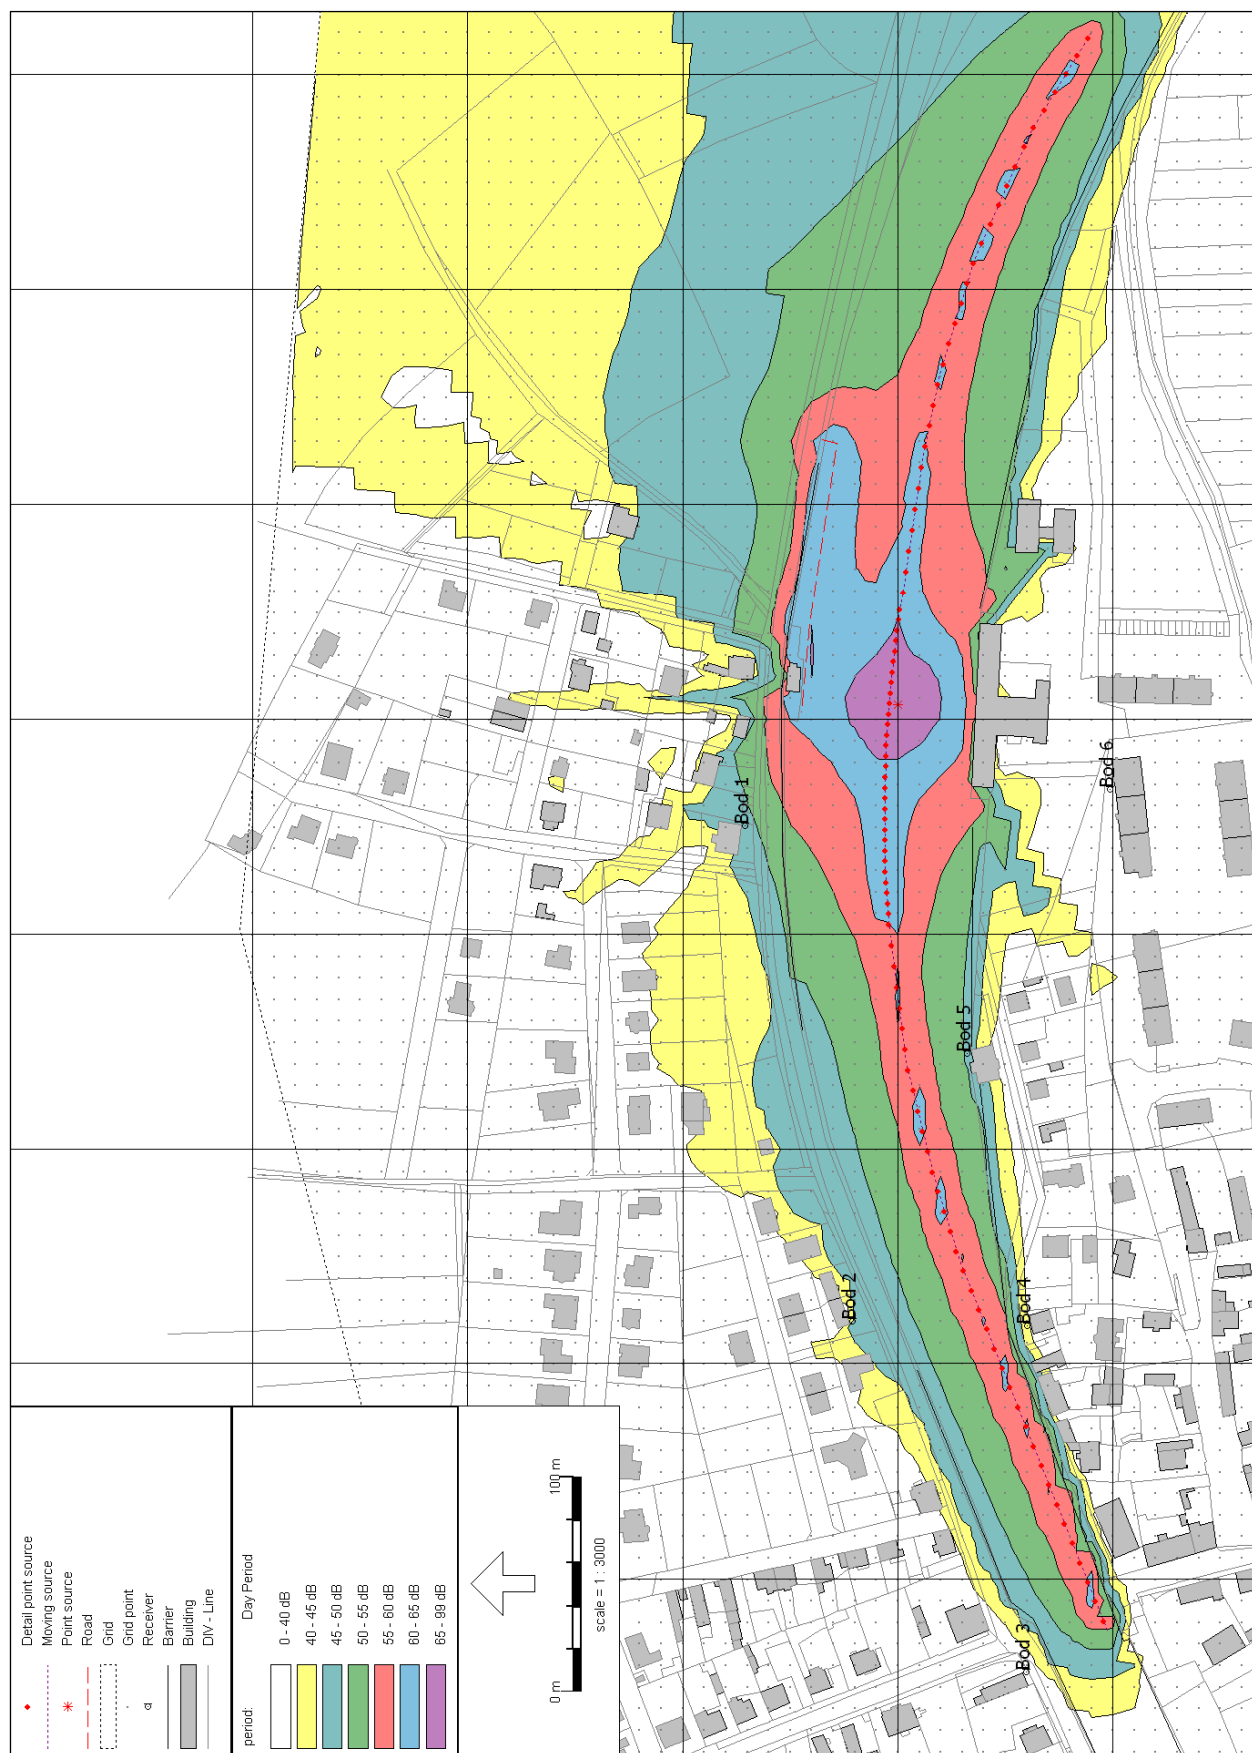 Detail point source
Moving source
Point source
Road
Grid
Grid point
Receiver
Barrier
Building
DIV - Line
period: Day Period
0 - 40 dB
40 - 45 dB
45 - 50 dB
50 - 55 dB
55 - 60 dB
60 - 65 dB
65 - 99 dB
0 m 100 m
scale = 1 : 3000
Bod 1
Bod 2
Bod 3
Bod 4
Bod 5
Bod 6